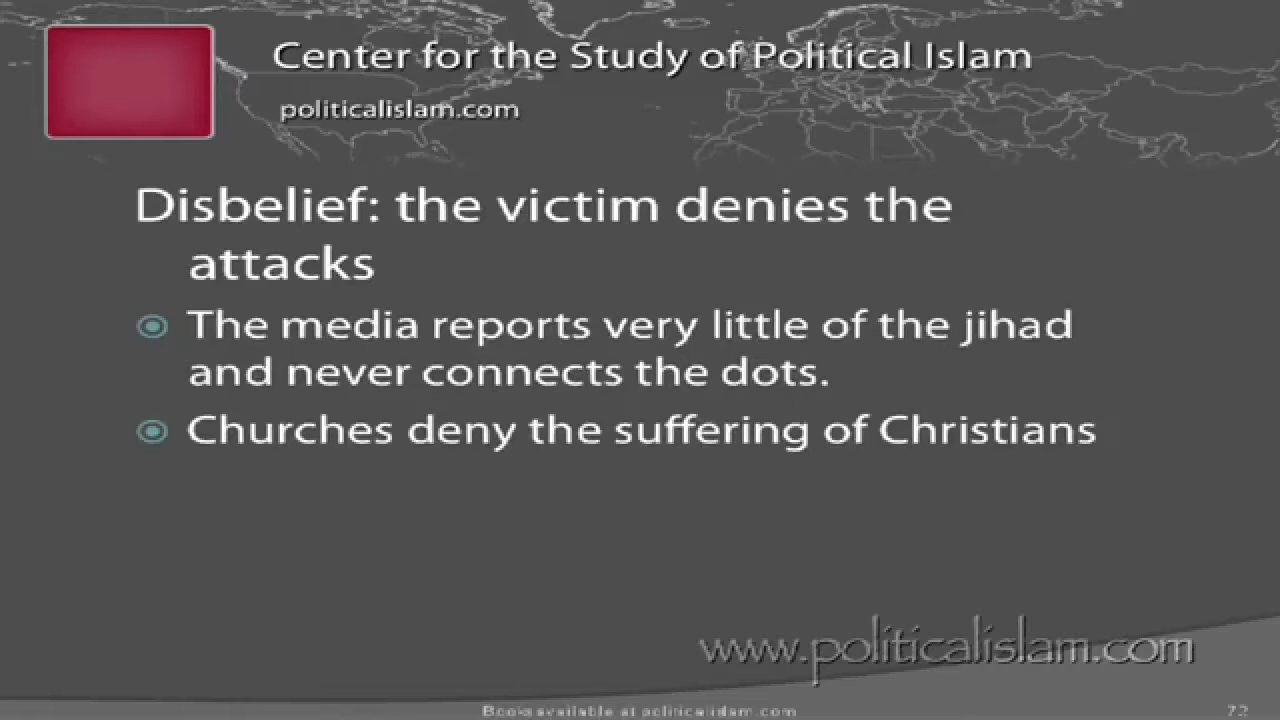 Center for the Study of Political Islam
politicalislam.com
Disbelief: the victim denies the
attacks
The media reports very little of the jihad
and never connects the dots.
Churches deny the suffering of Christians
www.politicalislam.com
Books available at politicalislam.com
72